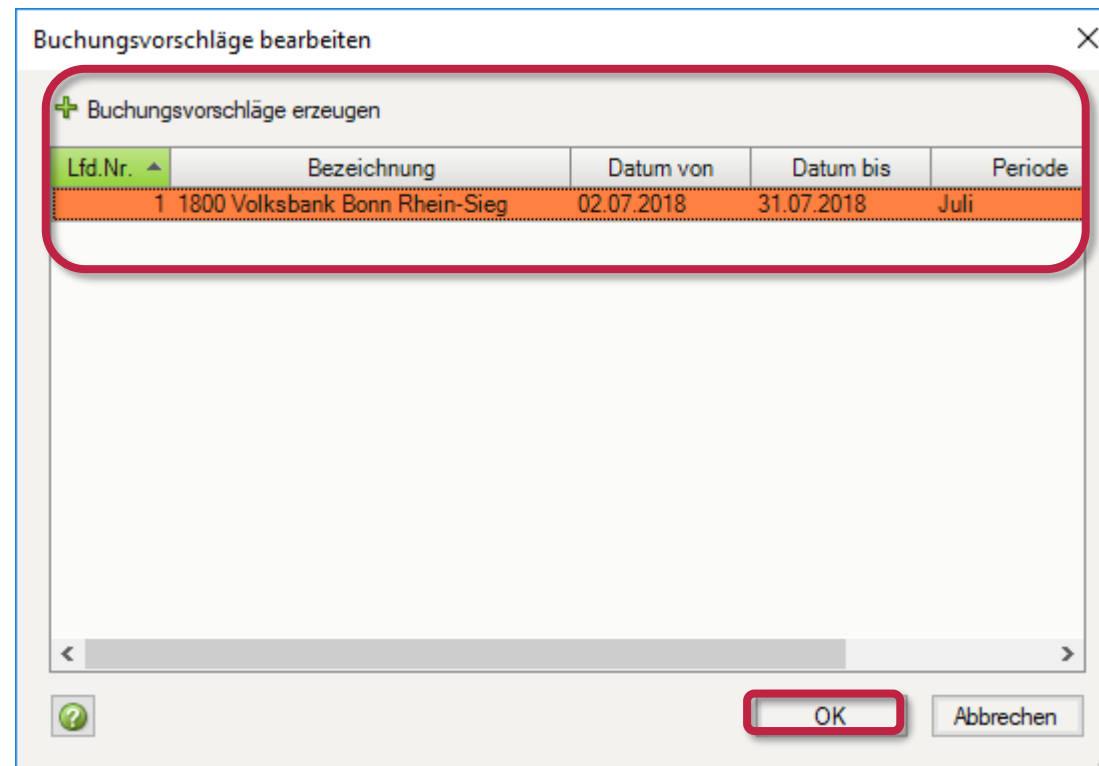 Buchungsvorschläge bearbeiten
Buchungsvorschläge erzeugen
Lfd.Nr. Bezeichnung Datum von Datum bis Periode
1 1800 Volksbank Bonn Rhein-Sieg 02.07.2018 31.07.2018 Juli
OK Abbrechen